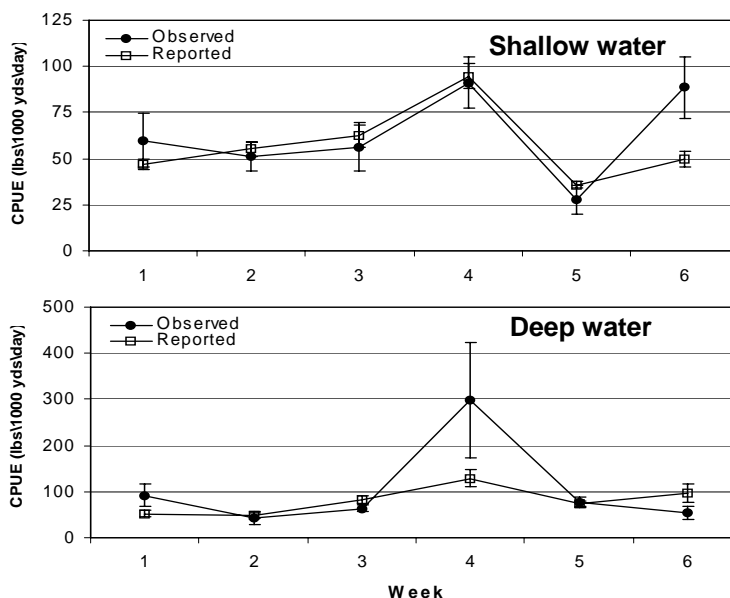 125
100
75
50
25
0
CPUE (lbs\1000 yds\day]
Observed
Reported
Shallow water
1 2 3 4 5 6
500
400
300
200
100
0
CPUE (lbs\1000 yds\day]
Observed
Reported
Deep water
1 2 3 4 5 6
Week